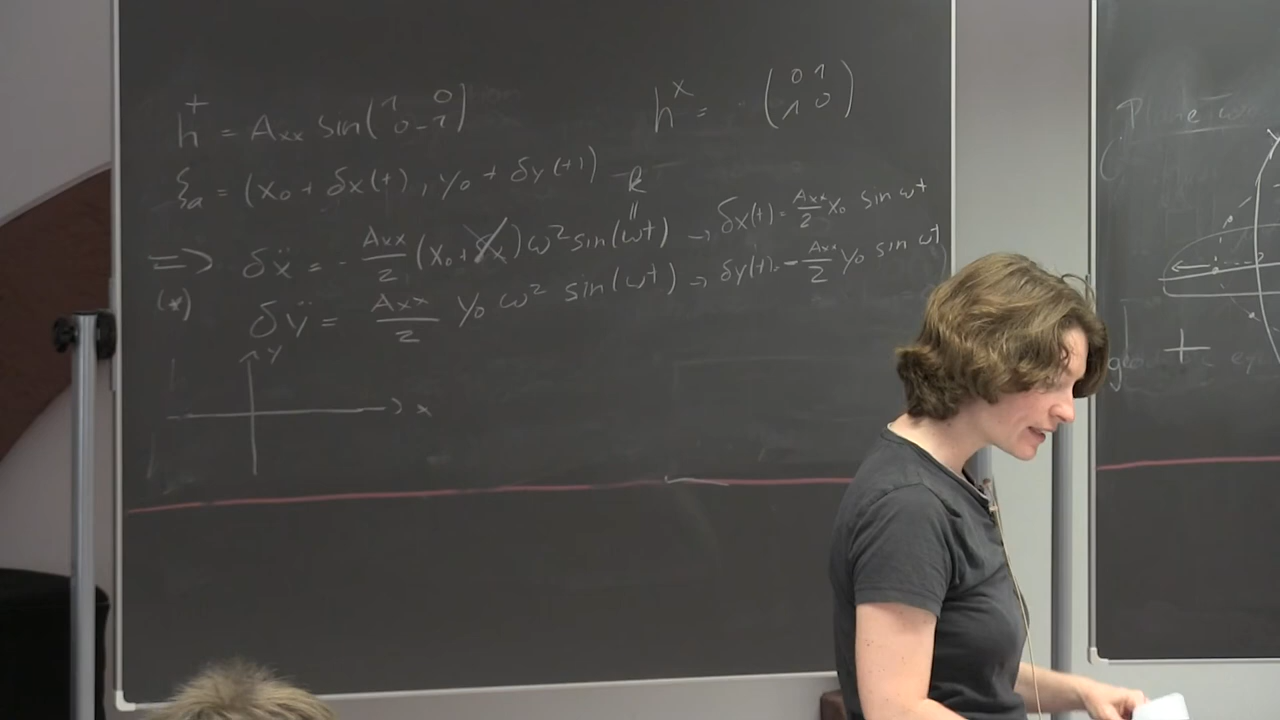 h⁺ = Aₓₓ sin(1 0 0 -1)
hˣ = (0 1 1 0)
ξₐ = (x₀ + δx(t), y₀ + δy(t))
k
=> δẍ = - Aₓₓ/2 (x₀ + δx) ω² sin(ωt) → δx(t) = Aₓₓ/2 x₀ sin ωt
(*) δÿ = Aₓₓ/2 y₀ ω² sin(ωt) → δy(t) = - Aₓₓ/2 y₀ sin ωt
y
x
Plane